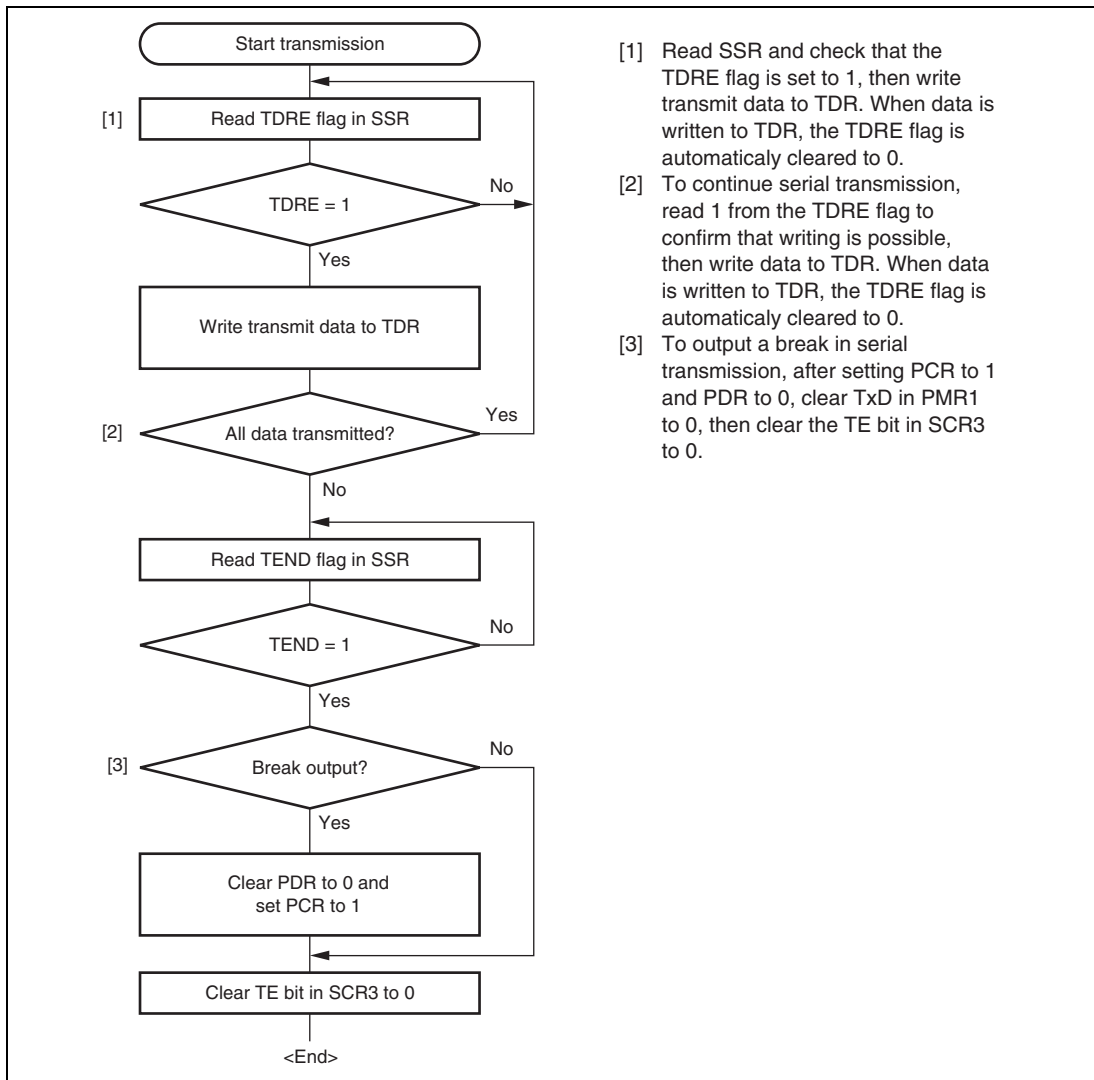 Start transmission
[1]
Read TDRE flag in SSR
TDRE = 1
No
Yes
Write transmit data to TDR
[2]
All data transmitted?
Yes
No
Read TEND flag in SSR
TEND = 1
No
Yes
[3]
Break output?
No
Yes
Clear PDR to 0 and
set PCR to 1
Clear TE bit in SCR3 to 0
<End>
[1] Read SSR and check that the
TDRE flag is set to 1, then write
transmit data to TDR. When data is
written to TDR, the TDRE flag is
automaticaly cleared to 0.
[2] To continue serial transmission,
read 1 from the TDRE flag to
confirm that writing is possible,
then write data to TDR. When data
is written to TDR, the TDRE flag is
automaticaly cleared to 0.
[3] To output a break in serial
transmission, after setting PCR to 1
and PDR to 0, clear TxD in PMR1
to 0, then clear the TE bit in SCR3
to 0.